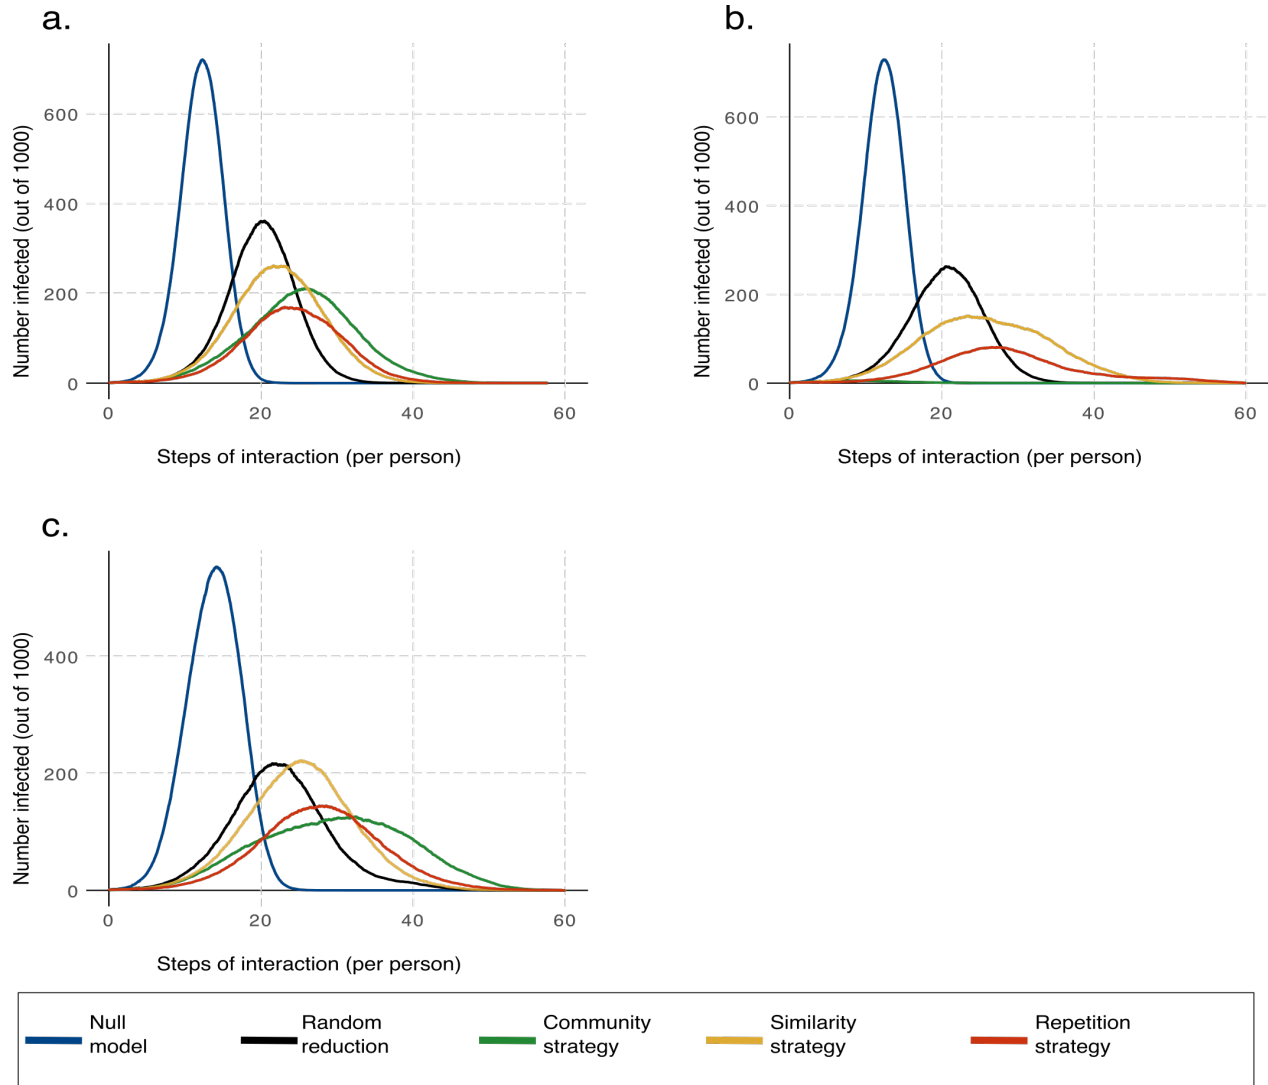 a.
Number infected (out of 1000)
600
400
200
0
0 20 40 60
Steps of interaction (per person)
b.
Number infected (out of 1000)
600
400
200
0
0 20 40 60
Steps of interaction (per person)
c.
Number infected (out of 1000)
400
200
0
0 20 40 60
Steps of interaction (per person)
Null
model
Random
reduction
Community
strategy
Similarity
strategy
Repetition
strategy